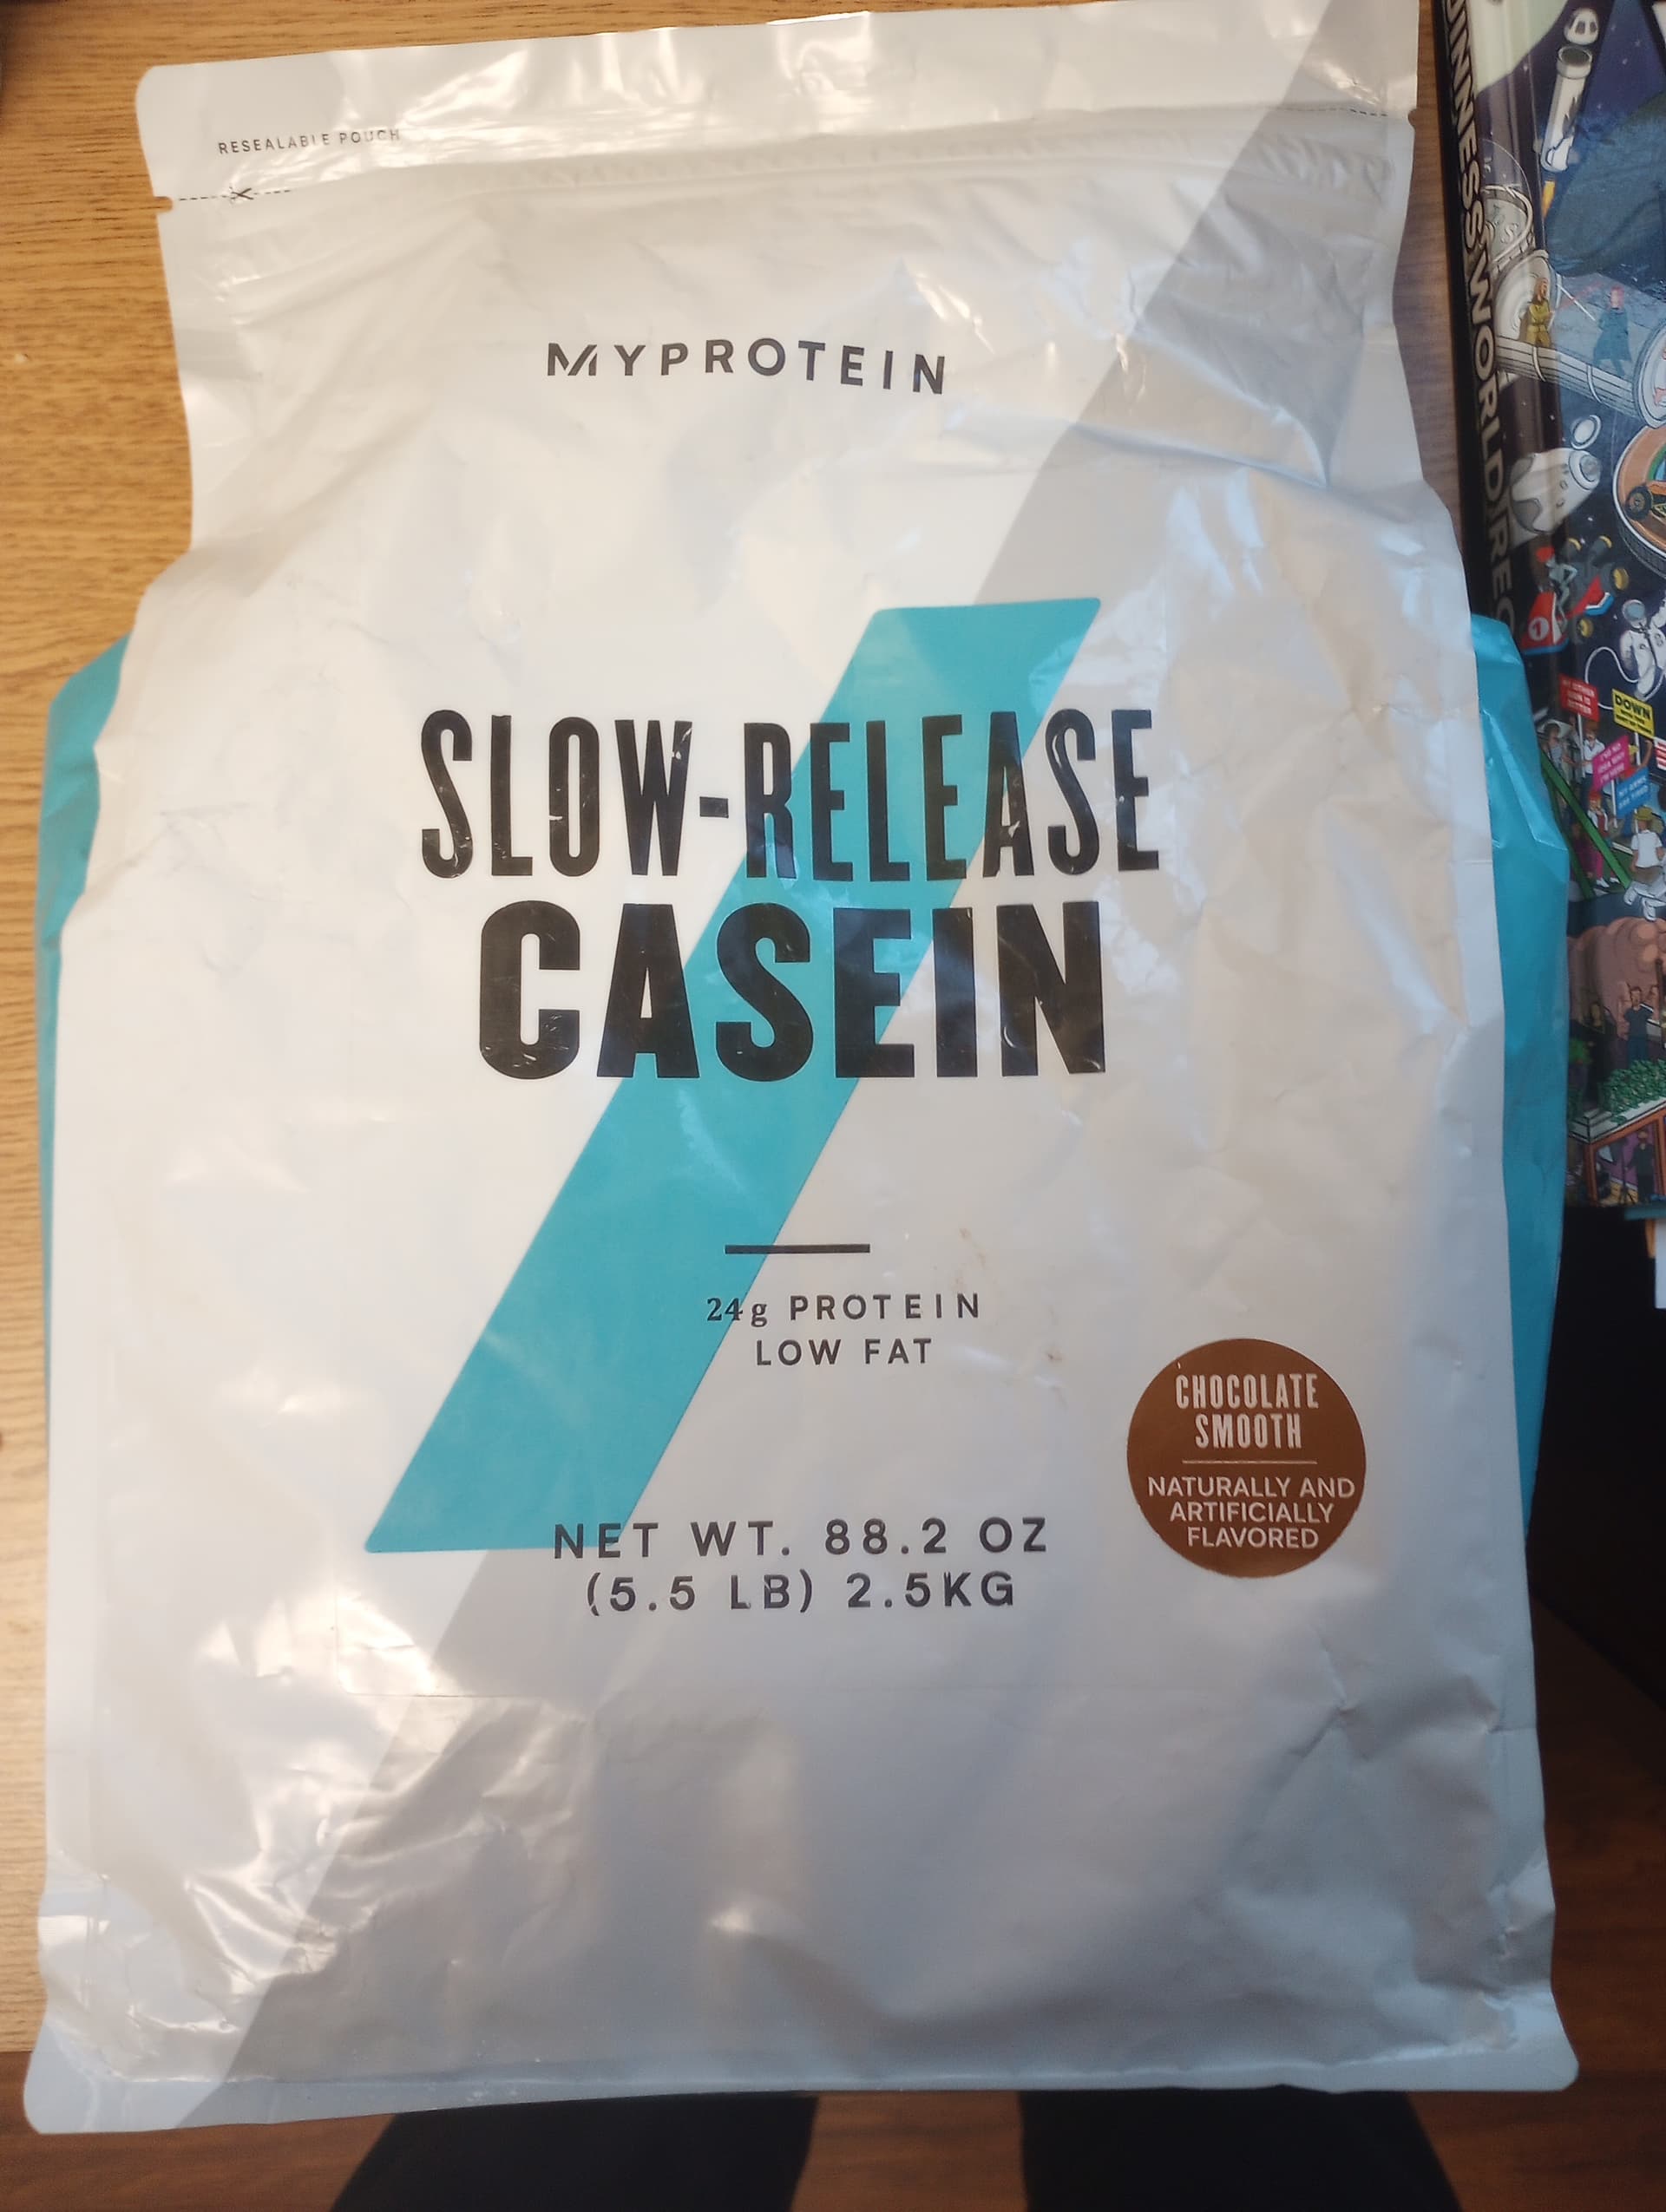 RESEALABLE POUCH
MYPROTEIN
SLOW-RELEASE
CASEIN
24g PROTEIN
LOW FAT
CHOCOLATE
SMOOTH
NATURALLY AND
ARTIFICIALLY
FLAVORED
NET WT. 88.2 OZ
(5.5 LB) 2.5KG
DOWN